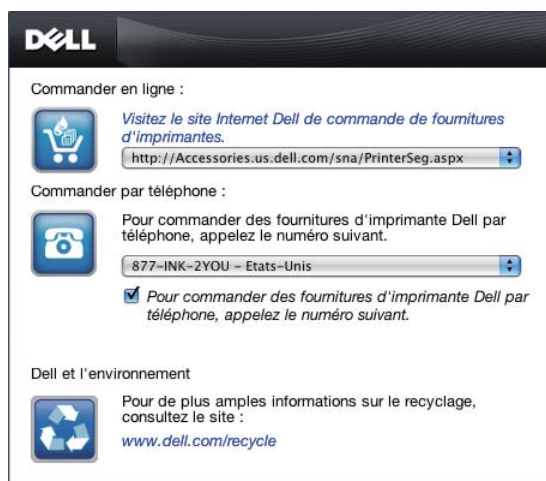 DELL
Commander en ligne :
Visitez le site Internet Dell de commande de fournitures
d'imprimantes.
http://Accessories.us.dell.com/sna/PrinterSeg.aspx
Commander par téléphone :
Pour commander des fournitures d'imprimante Dell par
téléphone, appelez le numéro suivant.
877-INK-2YOU - Etats-Unis
Pour commander des fournitures d'imprimante Dell par
téléphone, appelez le numéro suivant.
Dell et l'environnement
Pour de plus amples informations sur le recyclage,
consultez le site :
www.dell.com/recycle